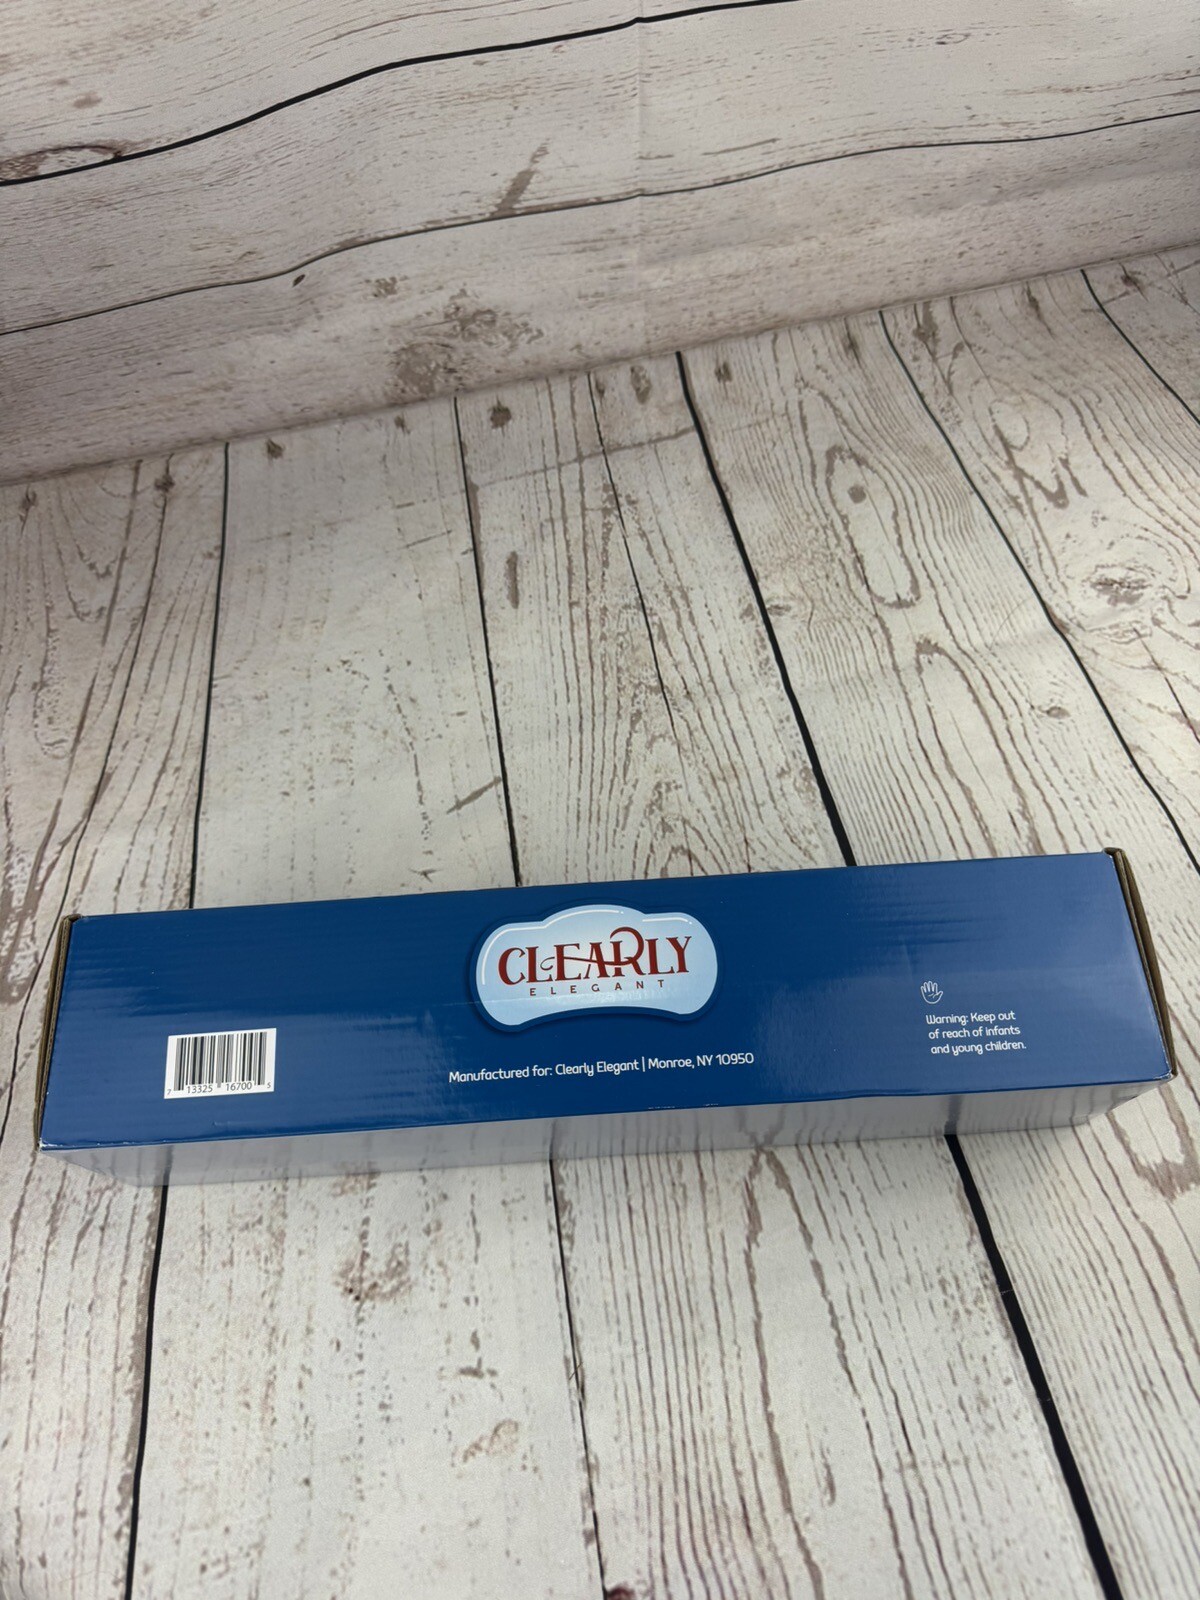 CLEARLY
ELEGANT
Manufactured for: Clearly Elegant | Monroe, NY 10950
Warning: Keep out
of reach of infants
and young children.
7 13325 16700 5